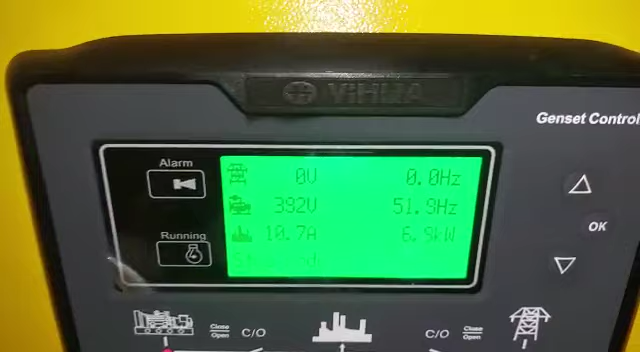 YiHUA
Genset Control
Alarm
0V 0.0Hz
392V 51.9Hz
OK
Running
10.7A 6.9kW
Close
Open
C/O
C/O
Close
Open